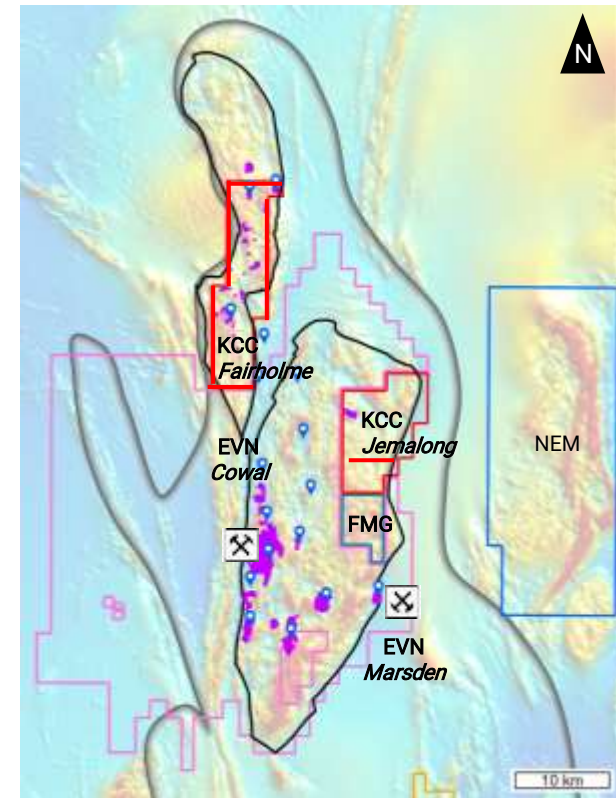 N
KCC
Fairholme
KCC
Jemalong
EVN
Cowal
NEM
FMG
EVN
Marsden
10 km